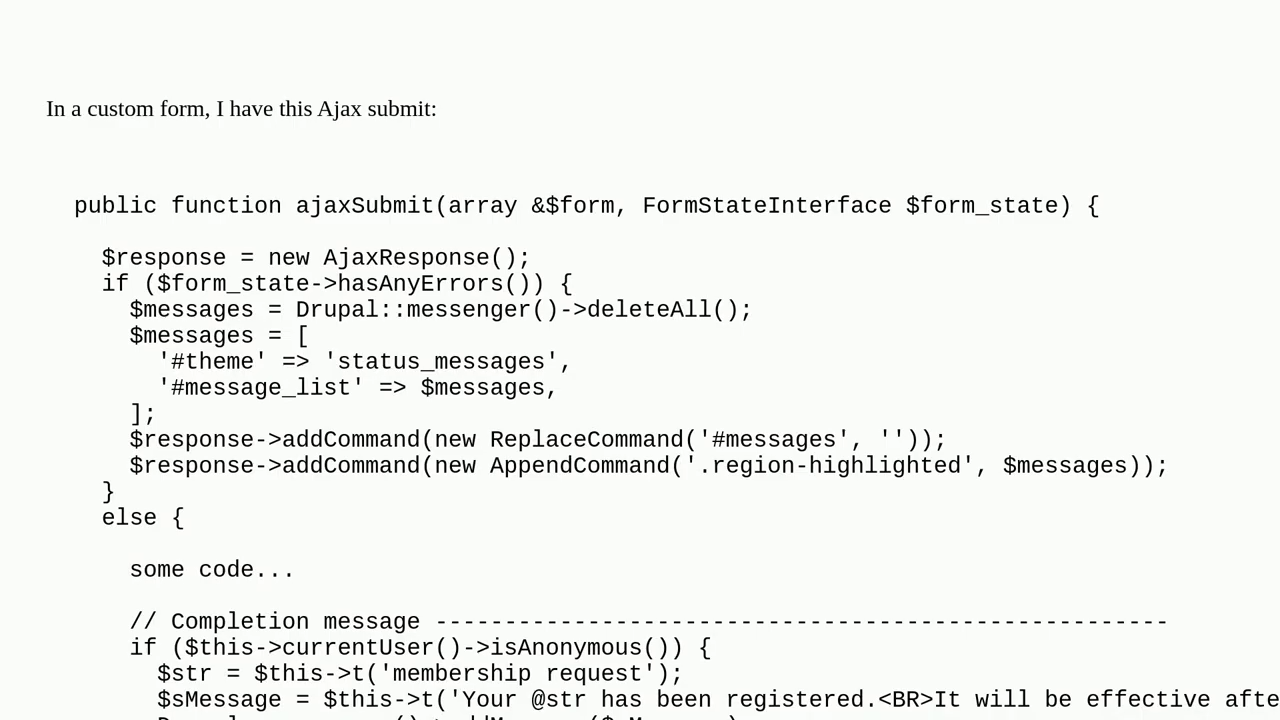 In a custom form, I have this Ajax submit:
public function ajaxSubmit(array &$form, FormStateInterface $form_state) {
$response = new AjaxResponse();
if ($form_state->hasAnyErrors()) {
$messages = Drupal::messenger()->deleteAll();
$messages = [
'#theme' => 'status_messages',
'#message_list' => $messages,
];
$response->addCommand(new ReplaceCommand('#messages', ''));
$response->addCommand(new AppendCommand('.region-highlighted', $messages));
}
else {
some code...
// Completion message -----------------------------------------------------
if ($this->currentUser()->isAnonymous()) {
$str = $this->t('membership request');
$sMessage = $this->t('Your @str has been registered.<BR>It will be effective afte